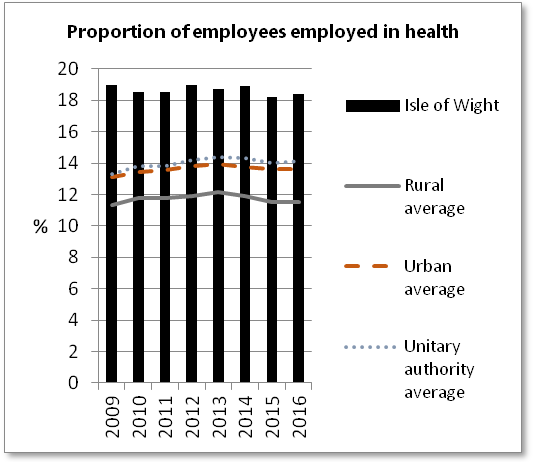 Proportion of employees employed in health
20
18
16
14
12
10
8
6
4
2
0
%
2009
2010
2011
2012
2013
2014
2015
2016
Isle of Wight
Rural
average
Urban
average
Unitary
authority
average